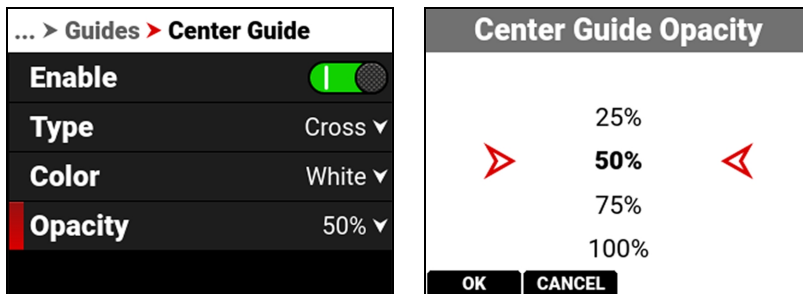 ... > Guides > Center Guide
Enable
Type Cross
Color White
Opacity 50%
Center Guide Opacity
25%
50%
75%
100%
OK CANCEL